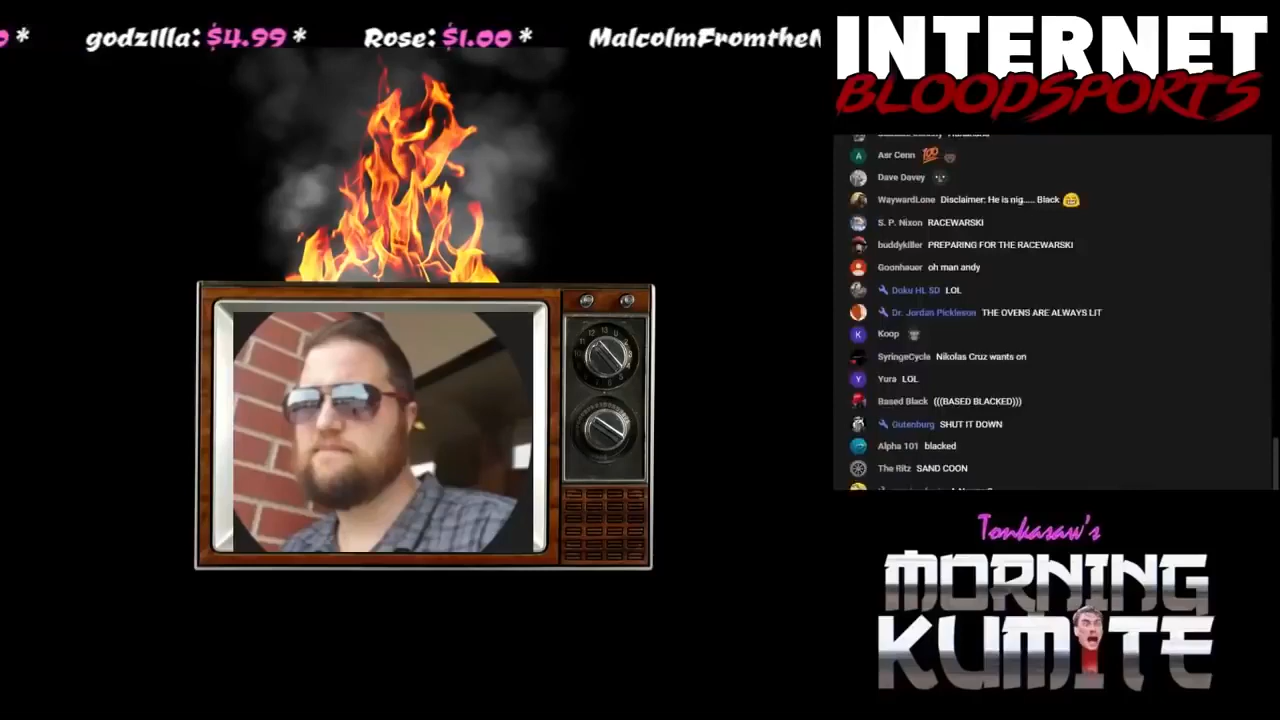 godzIlla: $4.99 *
Rose: $1.00 *
INTERNET
BLOODSPORTS
Asr Cenn 💯
Dave Davey
WaywardLone Disclaimer: He is nig..... Black 😁
S. P. Nixon RACEWARSKI
buddykiller PREPARING FOR THE RACEWARSKI
Goonhauer oh man andy
Daku HL SD LOL
Dr. Jordan Pickleson THE OVENS ARE ALWAYS LIT
Koop
SyringeCycle Nikolas Cruz wants on
Yura LOL
Based Black (((BASED BLACKED)))
Gutenburg SHUT IT DOWN
Alpha 101 blacked
The Ritz SAND COON
Tonkasaw's
MORNING
KUMITE